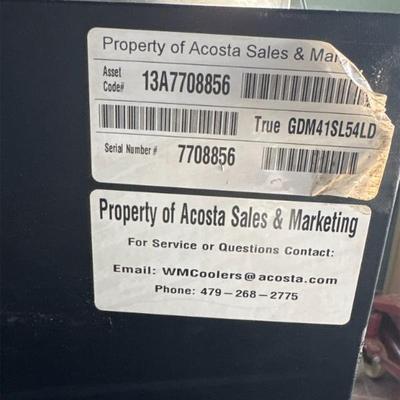 Property of Acosta Sales &
Asset Code# 13A7708856
True GDM41SL54LD
Serial Number # 7708856
Property of Acosta Sales & Marketing
For Service or Questions Contact:
Email: WMCoolers@acosta.com
Phone: 479-268-2775